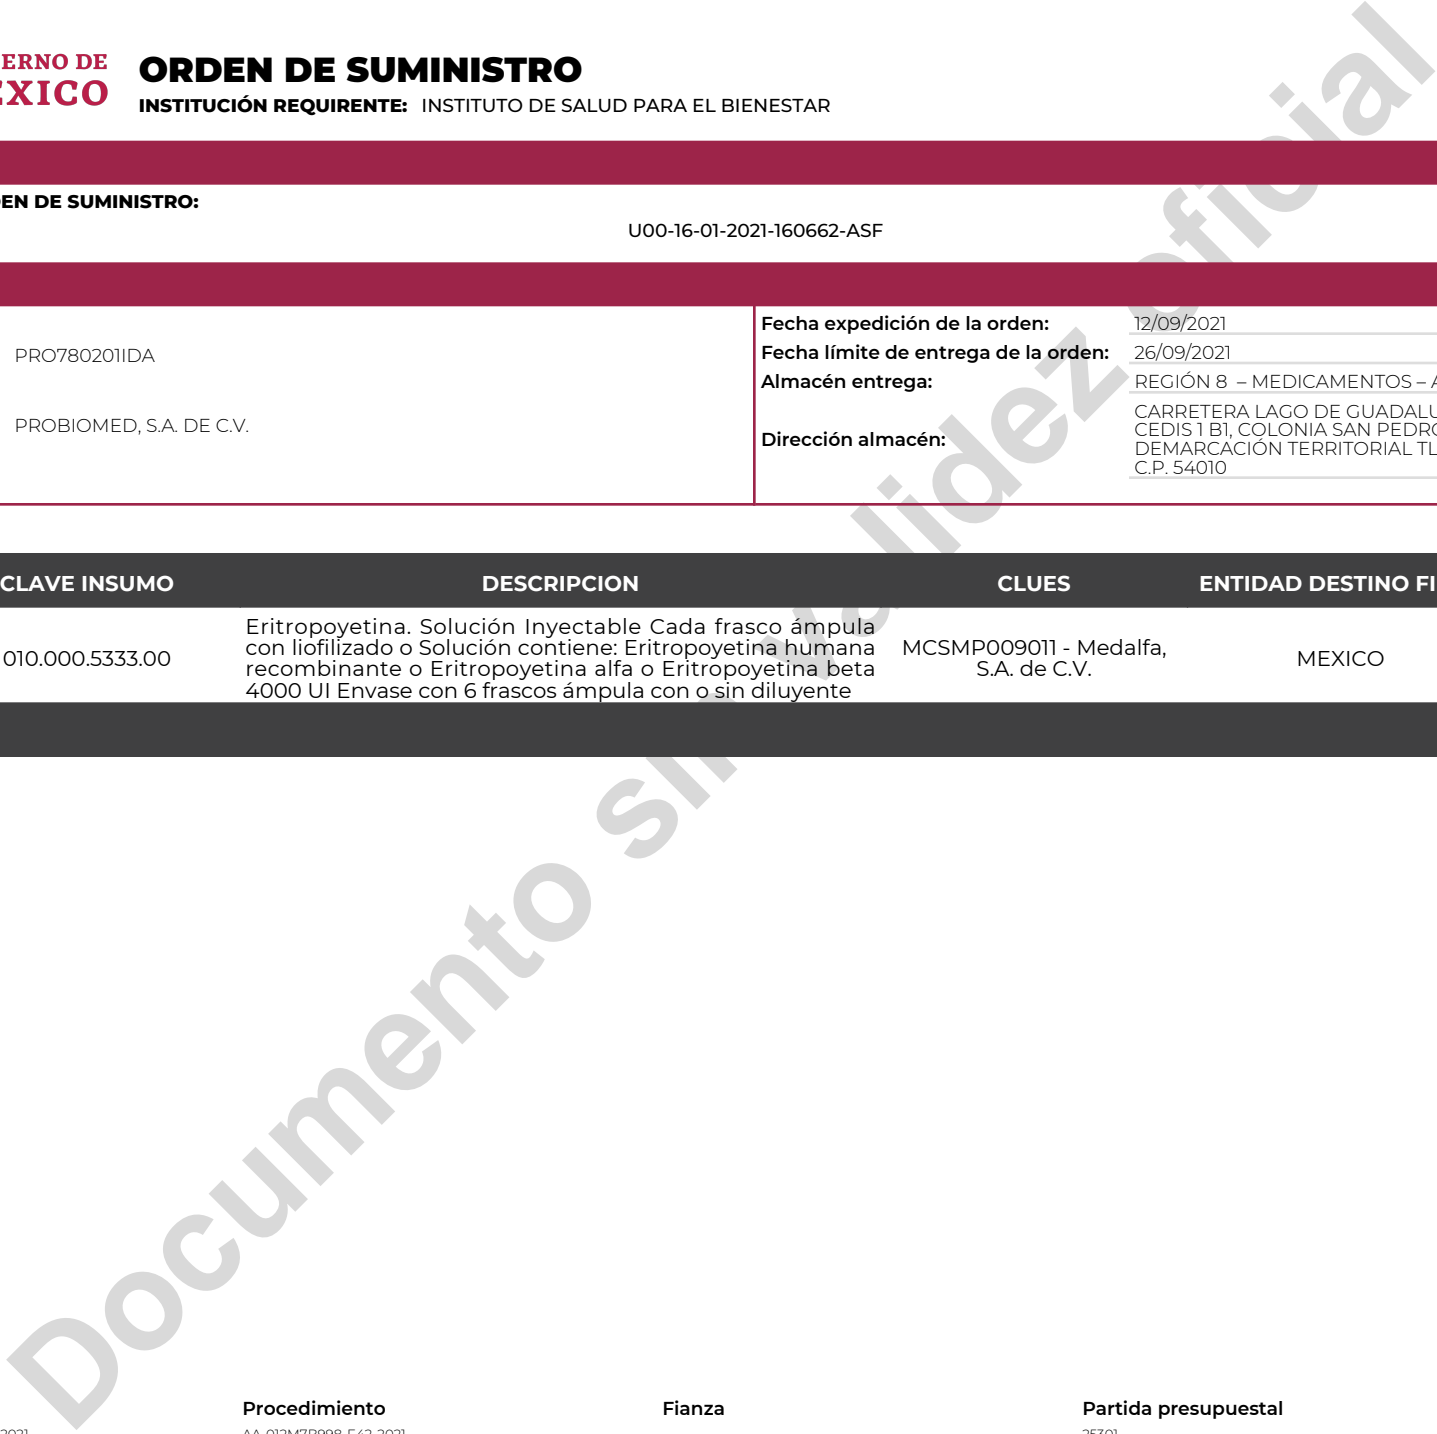 ERNO DE
ORDEN DE SUMINISTRO
XICO
INSTITUCIÓN REQUIRENTE: INSTITUTO DE SALUD PARA EL BIENESTAR
EN DE SUMINISTRO:
U00-16-01-2021-160662-ASF
PRO780201IDA
PROBIOMED, S.A. DE C.V.
Fecha expedición de la orden: 12/09/2021
Fecha límite de entrega de la orden: 26/09/2021
Almacén entrega: REGIÓN 8 – MEDICAMENTOS –
Dirección almacén:
CARRETERA LAGO DE GUADALU
CEDIS 1 B1, COLONIA SAN PEDRO
DEMARCACIÓN TERRITORIAL TL
C.P. 54010
CLAVE INSUMO DESCRIPCION CLUES ENTIDAD DESTINO FI
010.000.5333.00
Eritropoyetina. Solución Inyectable Cada frasco ámpula
con liofilizado o Solución contiene: Eritropoyetina humana
recombinante o Eritropoyetina alfa o Eritropoyetina beta
4000 UI Envase con 6 frascos ámpula con o sin diluyente
MCSMP009011 - Medalfa,
S.A. de C.V.
MEXICO
Documento sin validez oficial
Procedimiento Fianza Partida presupuestal